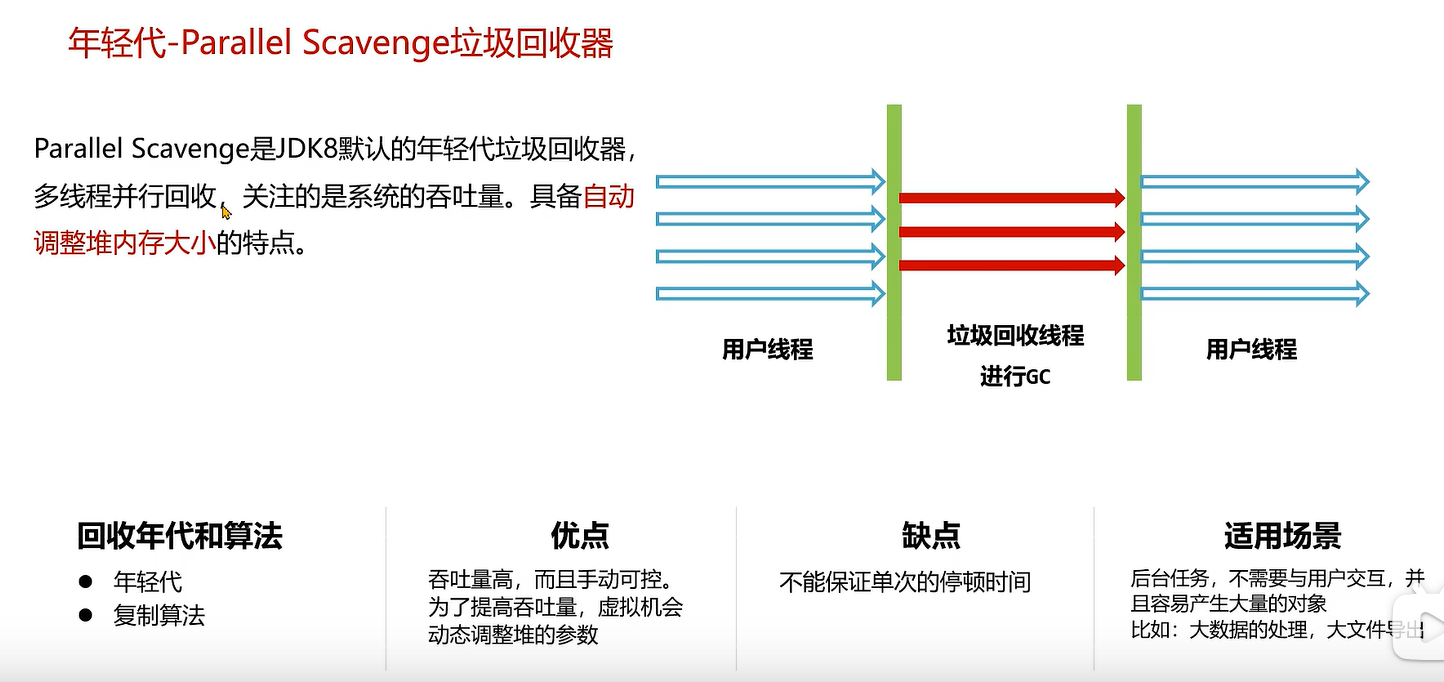 年轻代-Parallel Scavenge垃圾回收器
Parallel Scavenge是JDK8默认的年轻代垃圾回收器，
多线程并行回收，关注的是系统的吞吐量。具备自动
调整堆内存大小的特点。
用户线程
垃圾回收线程
进行GC
用户线程
回收年代和算法
● 年轻代
● 复制算法
优点
吞吐量高，而且手动可控。
为了提高吞吐量，虚拟机会
动态调整堆的参数
缺点
不能保证单次的停顿时间
适用场景
后台任务，不需要与用户交互，并
且容易产生大量的对象
比如：大数据的处理，大文件导出